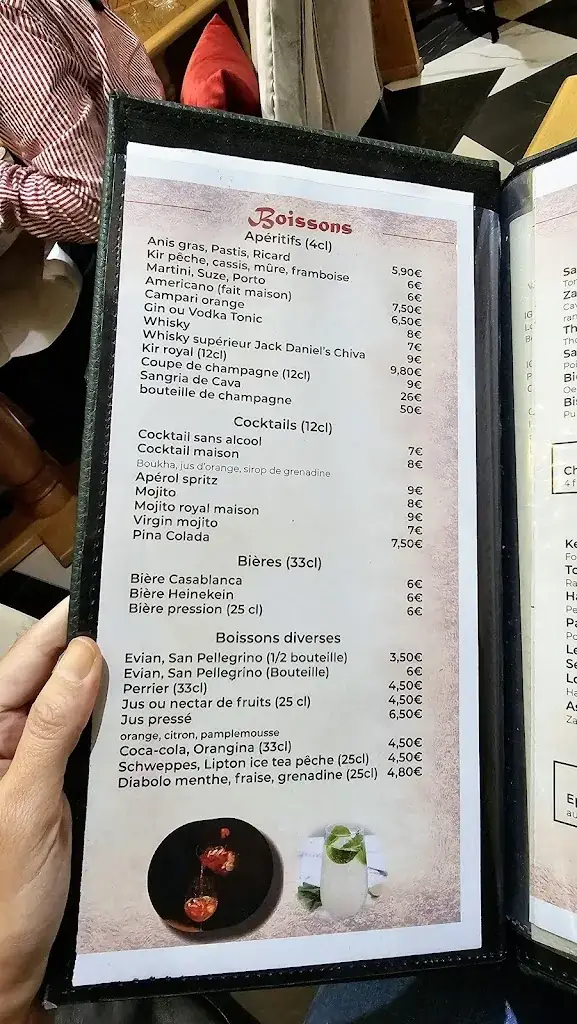 Boissons
Apéritifs (4cl)
Anis gras, Pastis, Ricard 5,90€
Kir pêche, cassis, mûre, framboise 6€
Martini, Suze, Porto 6€
Americano (fait maison) 7,50€
Campari orange 6,50€
Gin ou Vodka Tonic 8€
Whisky 7€
Whisky supérieur Jack Daniel's Chiva 9€
Kir royal (12cl) 9,80€
Coupe de champagne (12cl) 9€
Sangria de Cava 26€
bouteille de champagne 50€
Cocktails (12cl)
Cocktail sans alcool 7€
Cocktail maison 8€
Boukha, jus d'orange, sirop de grenadine
Apérol spritz 9€
Mojito 8€
Mojito royal maison 9€
Virgin mojito 7€
Pina Colada 7,50€
Bières (33cl)
Bière Casablanca 6€
Bière Heinekein 6€
Bière pression (25 cl) 6€
Boissons diverses
Evian, San Pellegrino (1/2 bouteille) 3,50€
Evian, San Pellegrino (Bouteille) 6€
Perrier (33cl) 4,50€
Jus ou nectar de fruits (25 cl) 4,50€
Jus pressé 6,50€
orange, citron, pamplemousse
Coca-cola, Orangina (33cl) 4,50€
Schweppes, Lipton ice tea pêche (25cl) 4,50€
Diabolo menthe, fraise, grenadine (25cl) 4,80€